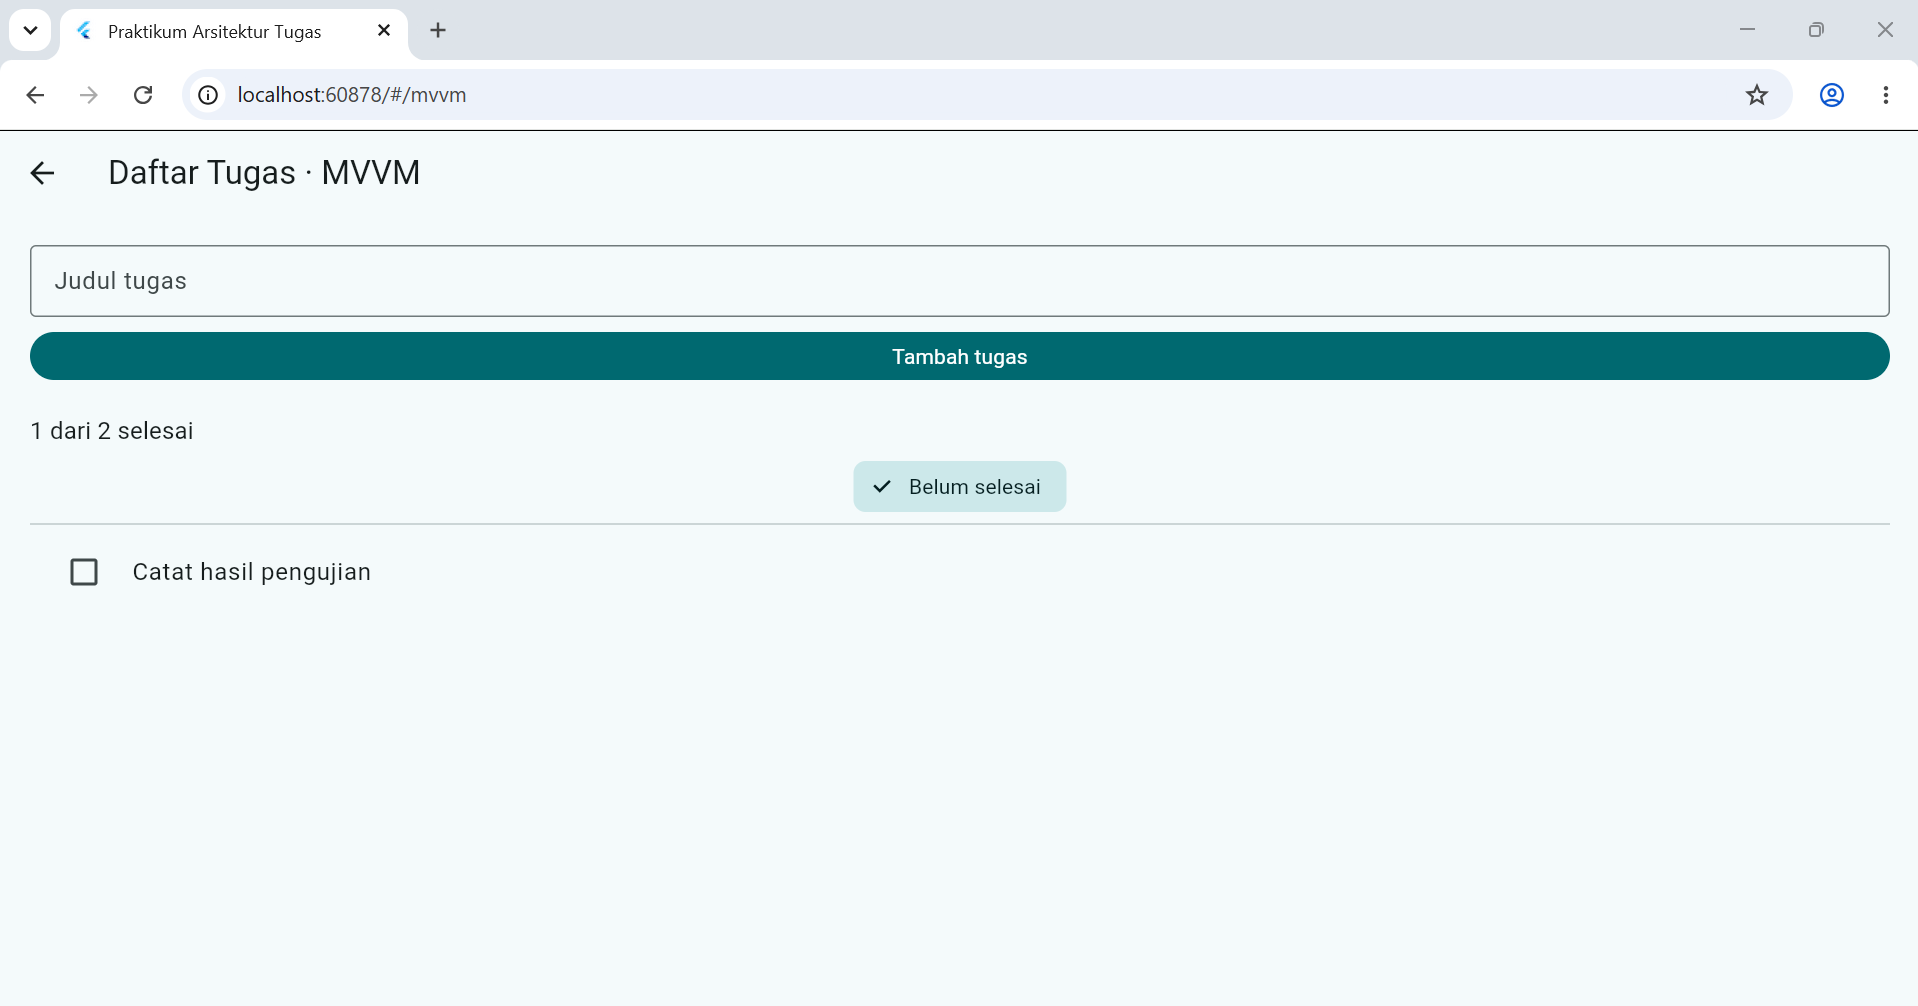 Praktikum Arsitektur Tugas
localhost:60878/#/mvvm
Daftar Tugas · MVVM
Judul tugas
Tambah tugas
1 dari 2 selesai
Belum selesai
Catat hasil pengujian